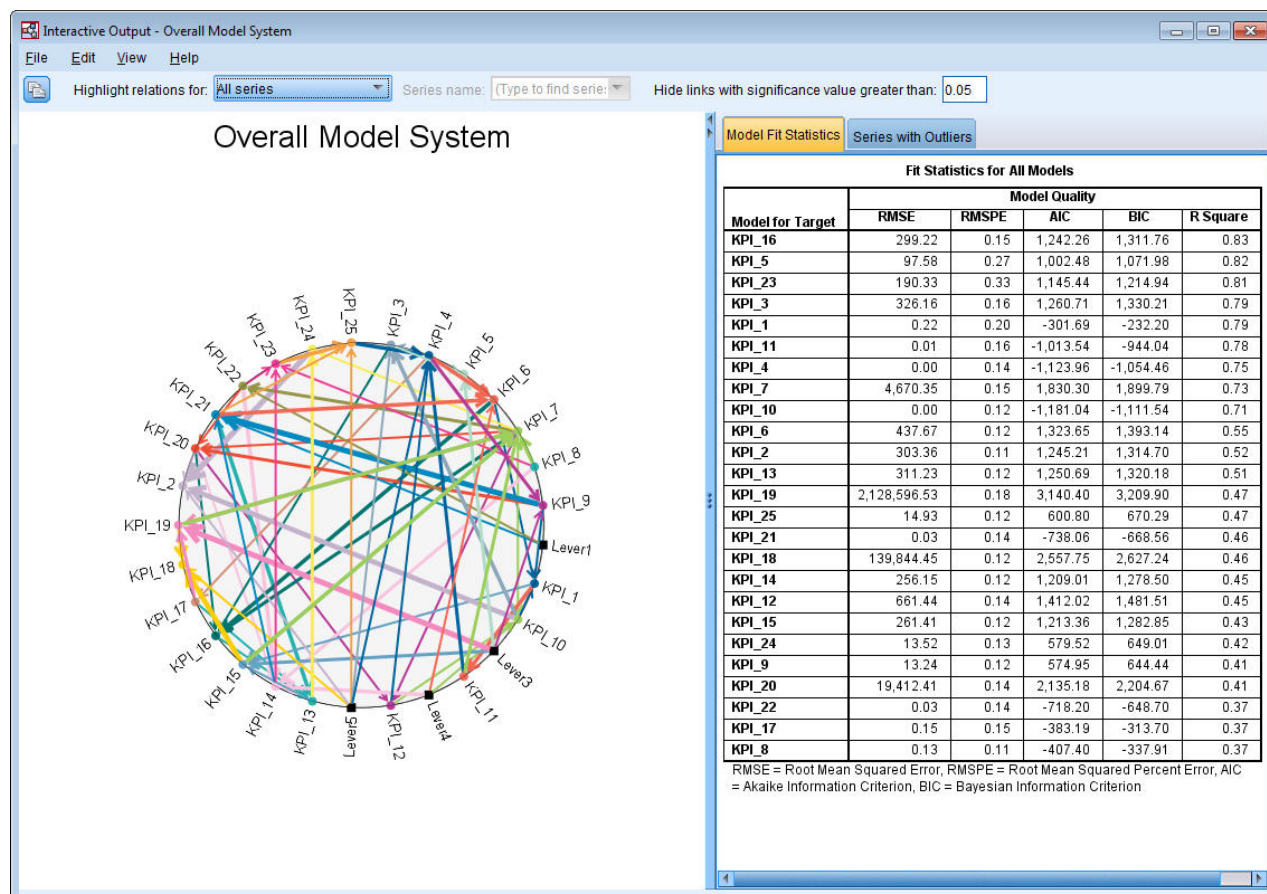 Interactive Output - Overall Model System
File Edit View Help
Highlight relations for: All series Series name: (Type to find serie: Hide links with significance value greater than: 0.05
Overall Model System
KPI_25
KPI_3
KPI_4
KPI_5
KPI_6
KPI_7
KPI_8
KPI_9
Lever1
KPI_1
KPI_10
Lever3
KPI_11
Lever4
KPI_12
Lever5
KPI_13
KPI_14
KPI_15
KPI_16
KPI_17
KPI_18
KPI_19
KPI_2
KPI_20
KPI_21
KPI_22
KPI_23
KPI_24
Model Fit Statistics Series with Outliers
Fit Statistics for All Models
Model Quality
Model for Target RMSE RMSPE AIC BIC R Square
KPI_16 299.22 0.15 1,242.26 1,311.76 0.83
KPI_5 97.58 0.27 1,002.48 1,071.98 0.82
KPI_23 190.33 0.33 1,145.44 1,214.94 0.81
KPI_3 326.16 0.16 1,260.71 1,330.21 0.79
KPI_1 0.22 0.20 -301.69 -232.20 0.79
KPI_11 0.01 0.16 -1,013.54 -944.04 0.78
KPI_4 0.00 0.14 -1,123.96 -1,054.46 0.75
KPI_7 4,670.35 0.15 1,830.30 1,899.79 0.73
KPI_10 0.00 0.12 -1,181.04 -1,111.54 0.71
KPI_6 437.67 0.12 1,323.65 1,393.14 0.55
KPI_2 303.36 0.11 1,245.21 1,314.70 0.52
KPI_13 311.23 0.12 1,250.69 1,320.18 0.51
KPI_19 2,128,596.53 0.18 3,140.40 3,209.90 0.47
KPI_25 14.93 0.12 600.80 670.29 0.47
KPI_21 0.03 0.14 -738.06 -668.56 0.46
KPI_18 139,844.45 0.12 2,557.75 2,627.24 0.46
KPI_14 256.15 0.12 1,209.01 1,278.50 0.45
KPI_12 661.44 0.14 1,412.02 1,481.51 0.45
KPI_15 261.41 0.12 1,213.36 1,282.85 0.43
KPI_24 13.52 0.13 579.52 649.01 0.42
KPI_9 13.24 0.12 574.95 644.44 0.41
KPI_20 19,412.41 0.14 2,135.18 2,204.67 0.41
KPI_22 0.03 0.14 -718.20 -648.70 0.37
KPI_17 0.15 0.15 -383.19 -313.70 0.37
KPI_8 0.13 0.11 -407.40 -337.91 0.37
RMSE = Root Mean Squared Error, RMSPE = Root Mean Squared Percent Error, AIC
= Akaike Information Criterion, BIC = Bayesian Information Criterion